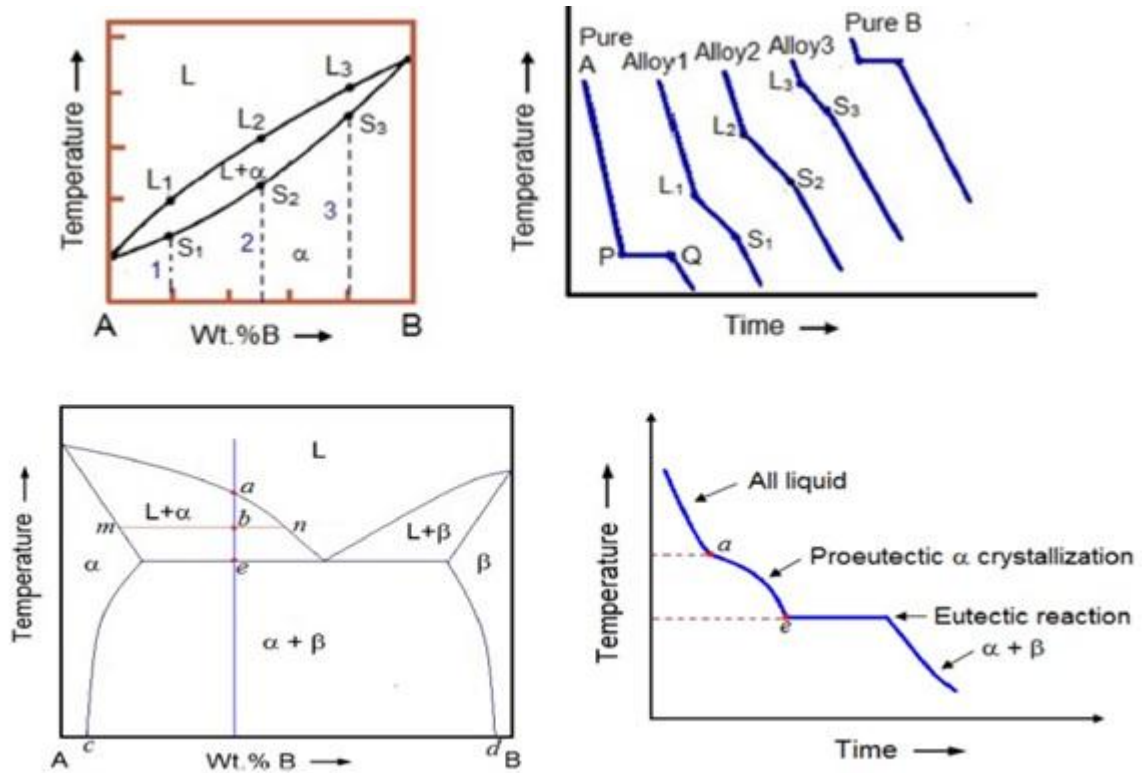 Temperature
L
L1
L2
L3
L+α
S1
S2
S3
1
2
3
α
A
Wt.%B
B
Temperature
Pure
A
Alloy1
Alloy2
Alloy3
Pure B
L3
S3
L2
S2
L1
S1
P
Q
Time
Temperature
L
a
L+α
m
b
n
L+β
α
e
β
α + β
A
c
Wt.% B
d
B
Temperature
All liquid
a
Proeutectic α crystallization
e
Eutectic reaction
α + β
Time